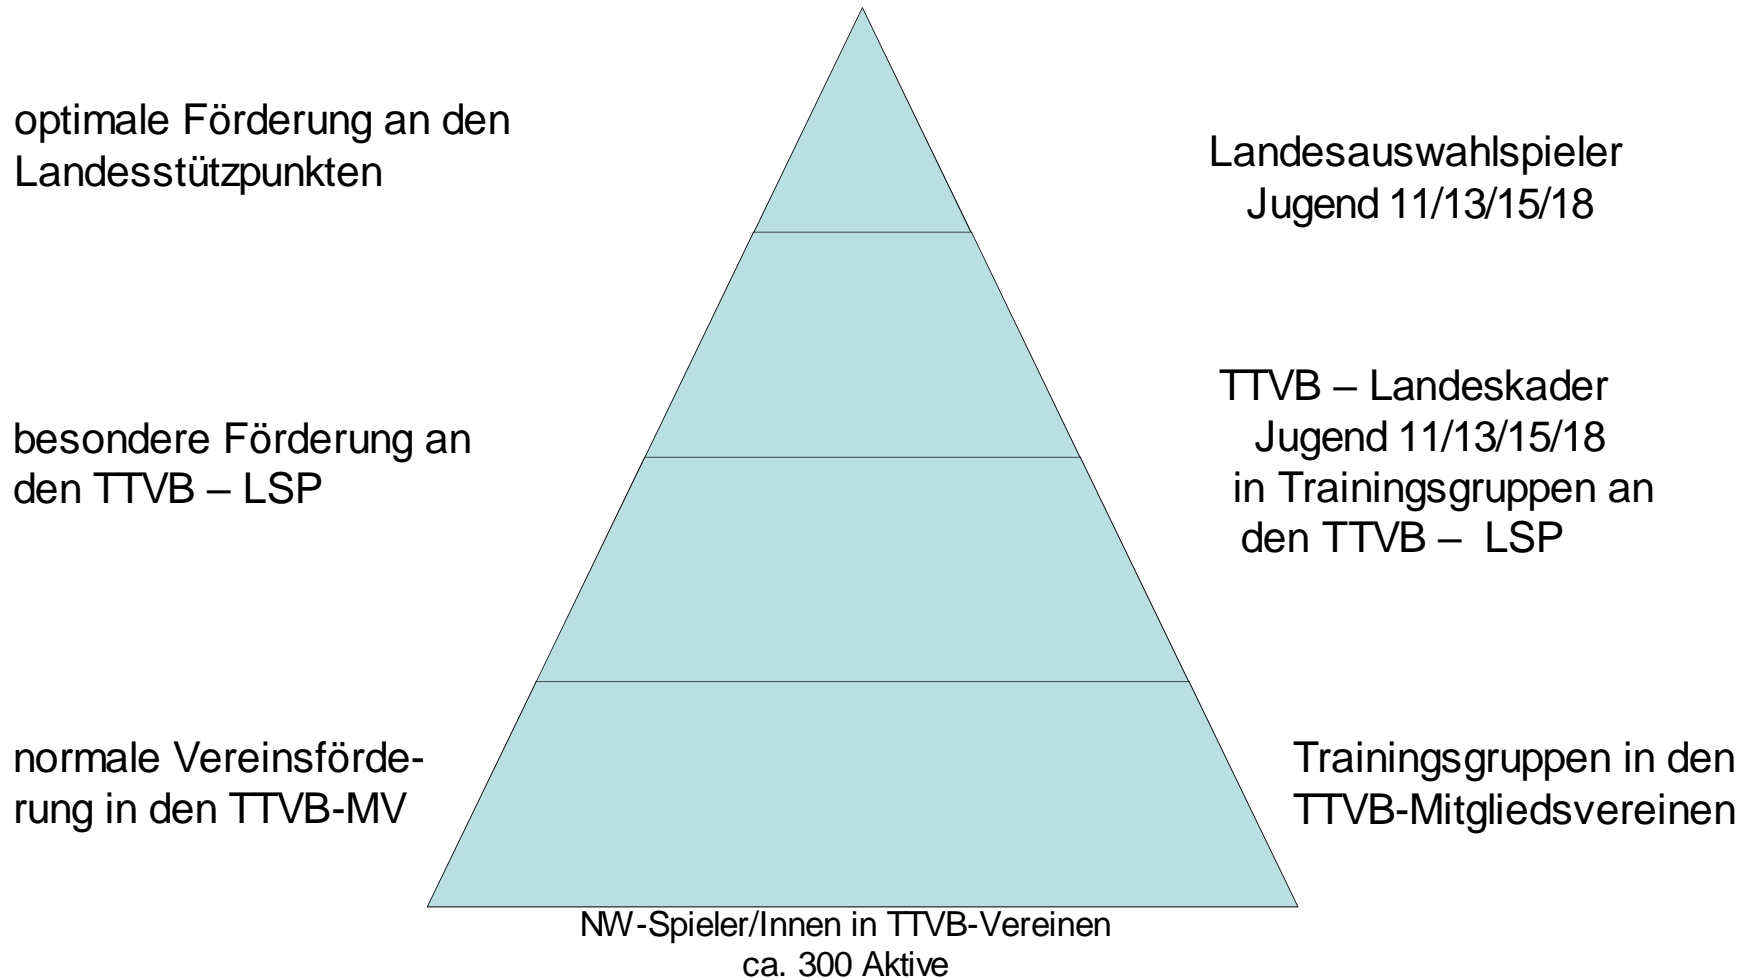 optimale Förderung an den
Landesstützpunkten
Landesauswahlspieler
Jugend 11/13/15/18
besondere Förderung an
den TTVB – LSP
TTVB – Landeskader
Jugend 11/13/15/18
in Trainingsgruppen an
den TTVB – LSP
normale Vereinsförde-
rung in den TTVB-MV
Trainingsgruppen in den
TTVB-Mitgliedsvereinen
NW-Spieler/Innen in TTVB-Vereinen
ca. 300 Aktive